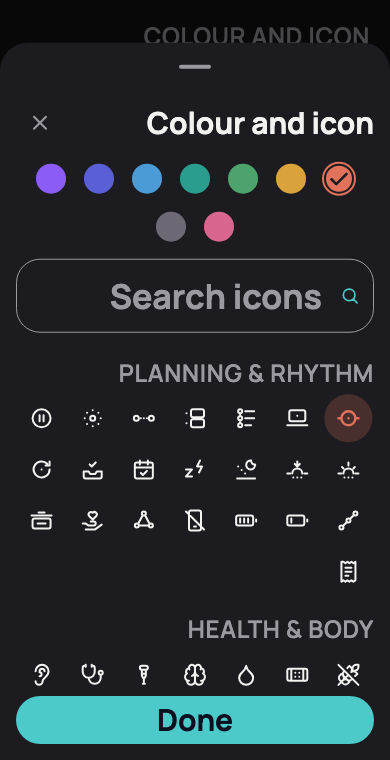 COLOUR AND ICON
Colour and icon
Search icons
PLANNING & RHYTHM
HEALTH & BODY
Done